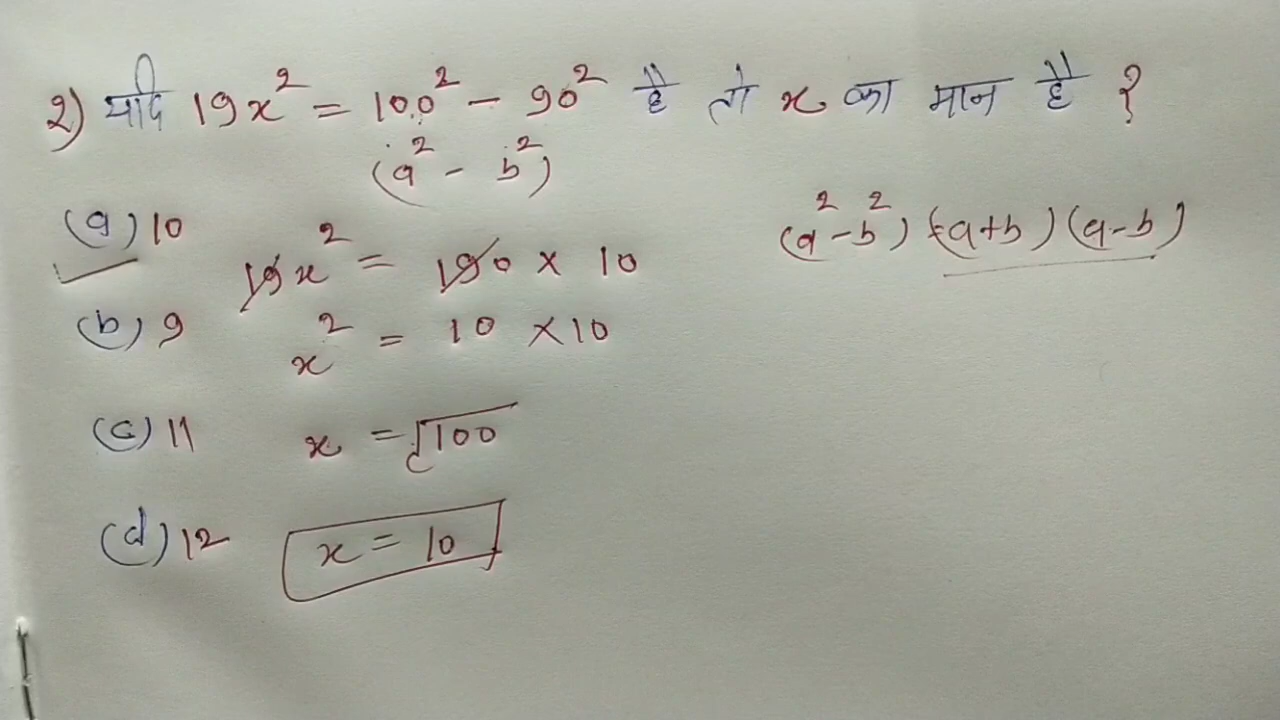 2) यदि 19x² = 100² - 90² है तो x का मान है ?
(a² - b²)
(a² - b²) = (a+b) (a-b)
(a) 10
19x² = 190 × 10
(b) 9
x² = 10 × 10
(c) 11
x = √100
(d) 12
x = 10